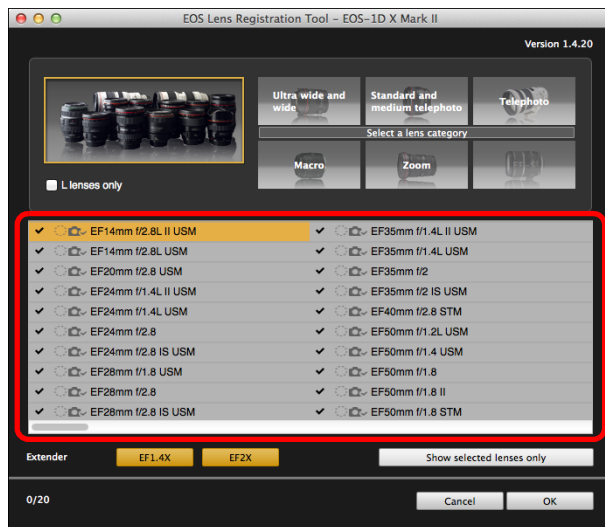 EOS Lens Registration Tool – EOS-1D X Mark II
Version 1.4.20
Ultra wide and wide
Standard and medium telephoto
Telephoto
Select a lens category
Macro
Zoom
L lenses only
EF14mm f/2.8L II USM
EF14mm f/2.8L USM
EF20mm f/2.8 USM
EF24mm f/1.4L II USM
EF24mm f/1.4L USM
EF24mm f/2.8
EF24mm f/2.8 IS USM
EF28mm f/1.8 USM
EF28mm f/2.8
EF28mm f/2.8 IS USM
EF35mm f/1.4L II USM
EF35mm f/1.4L USM
EF35mm f/2
EF35mm f/2 IS USM
EF40mm f/2.8 STM
EF50mm f/1.2L USM
EF50mm f/1.4 USM
EF50mm f/1.8
EF50mm f/1.8 II
EF50mm f/1.8 STM
Extender
EF1.4X
EF2X
Show selected lenses only
0/20
Cancel
OK